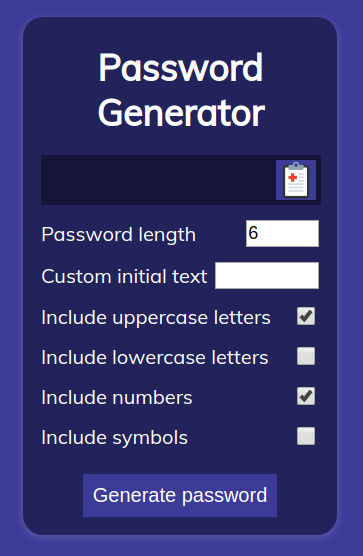 Password
Generator
Password length 6
Custom initial text
Include uppercase letters
Include lowercase letters
Include numbers
Include symbols
Generate password